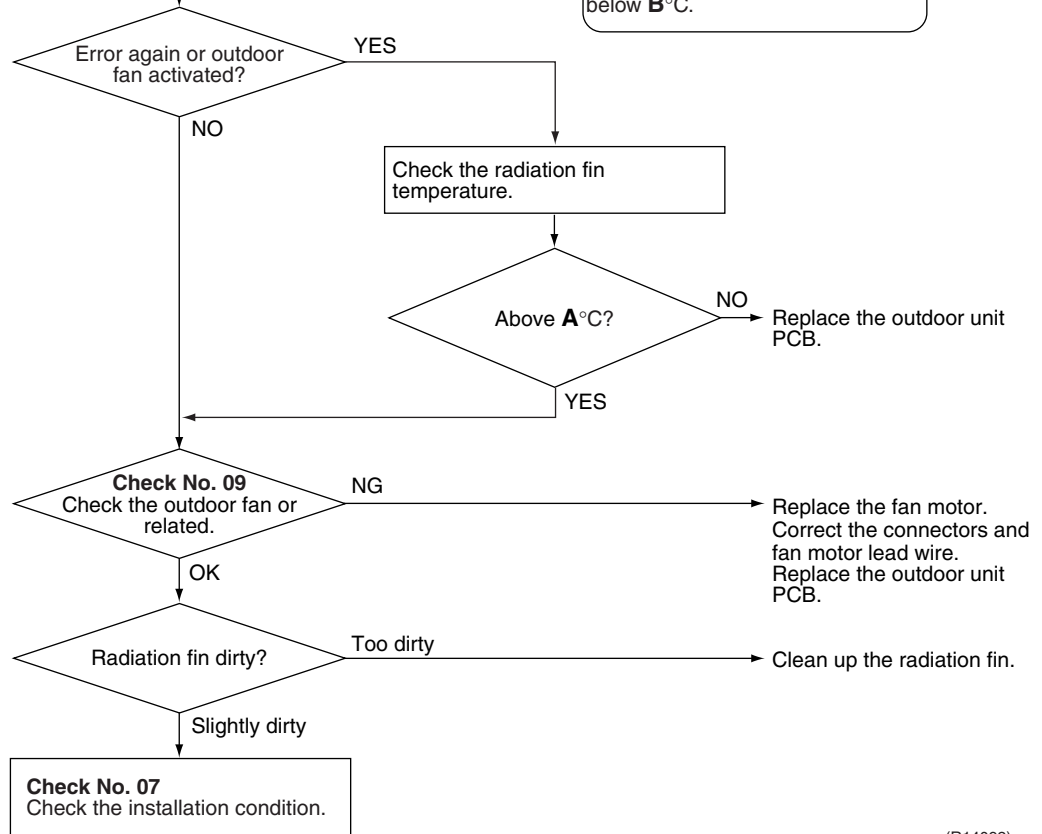 below B°C.
Error again or outdoor
fan activated?
YES
NO
Check the radiation fin
temperature.
Above A°C?
NO
Replace the outdoor unit
PCB.
YES
Check No. 09
Check the outdoor fan or
related.
NG
Replace the fan motor.
Correct the connectors and
fan motor lead wire.
Replace the outdoor unit
PCB.
OK
Radiation fin dirty?
Too dirty
Clean up the radiation fin.
Slightly dirty
Check No. 07
Check the installation condition.